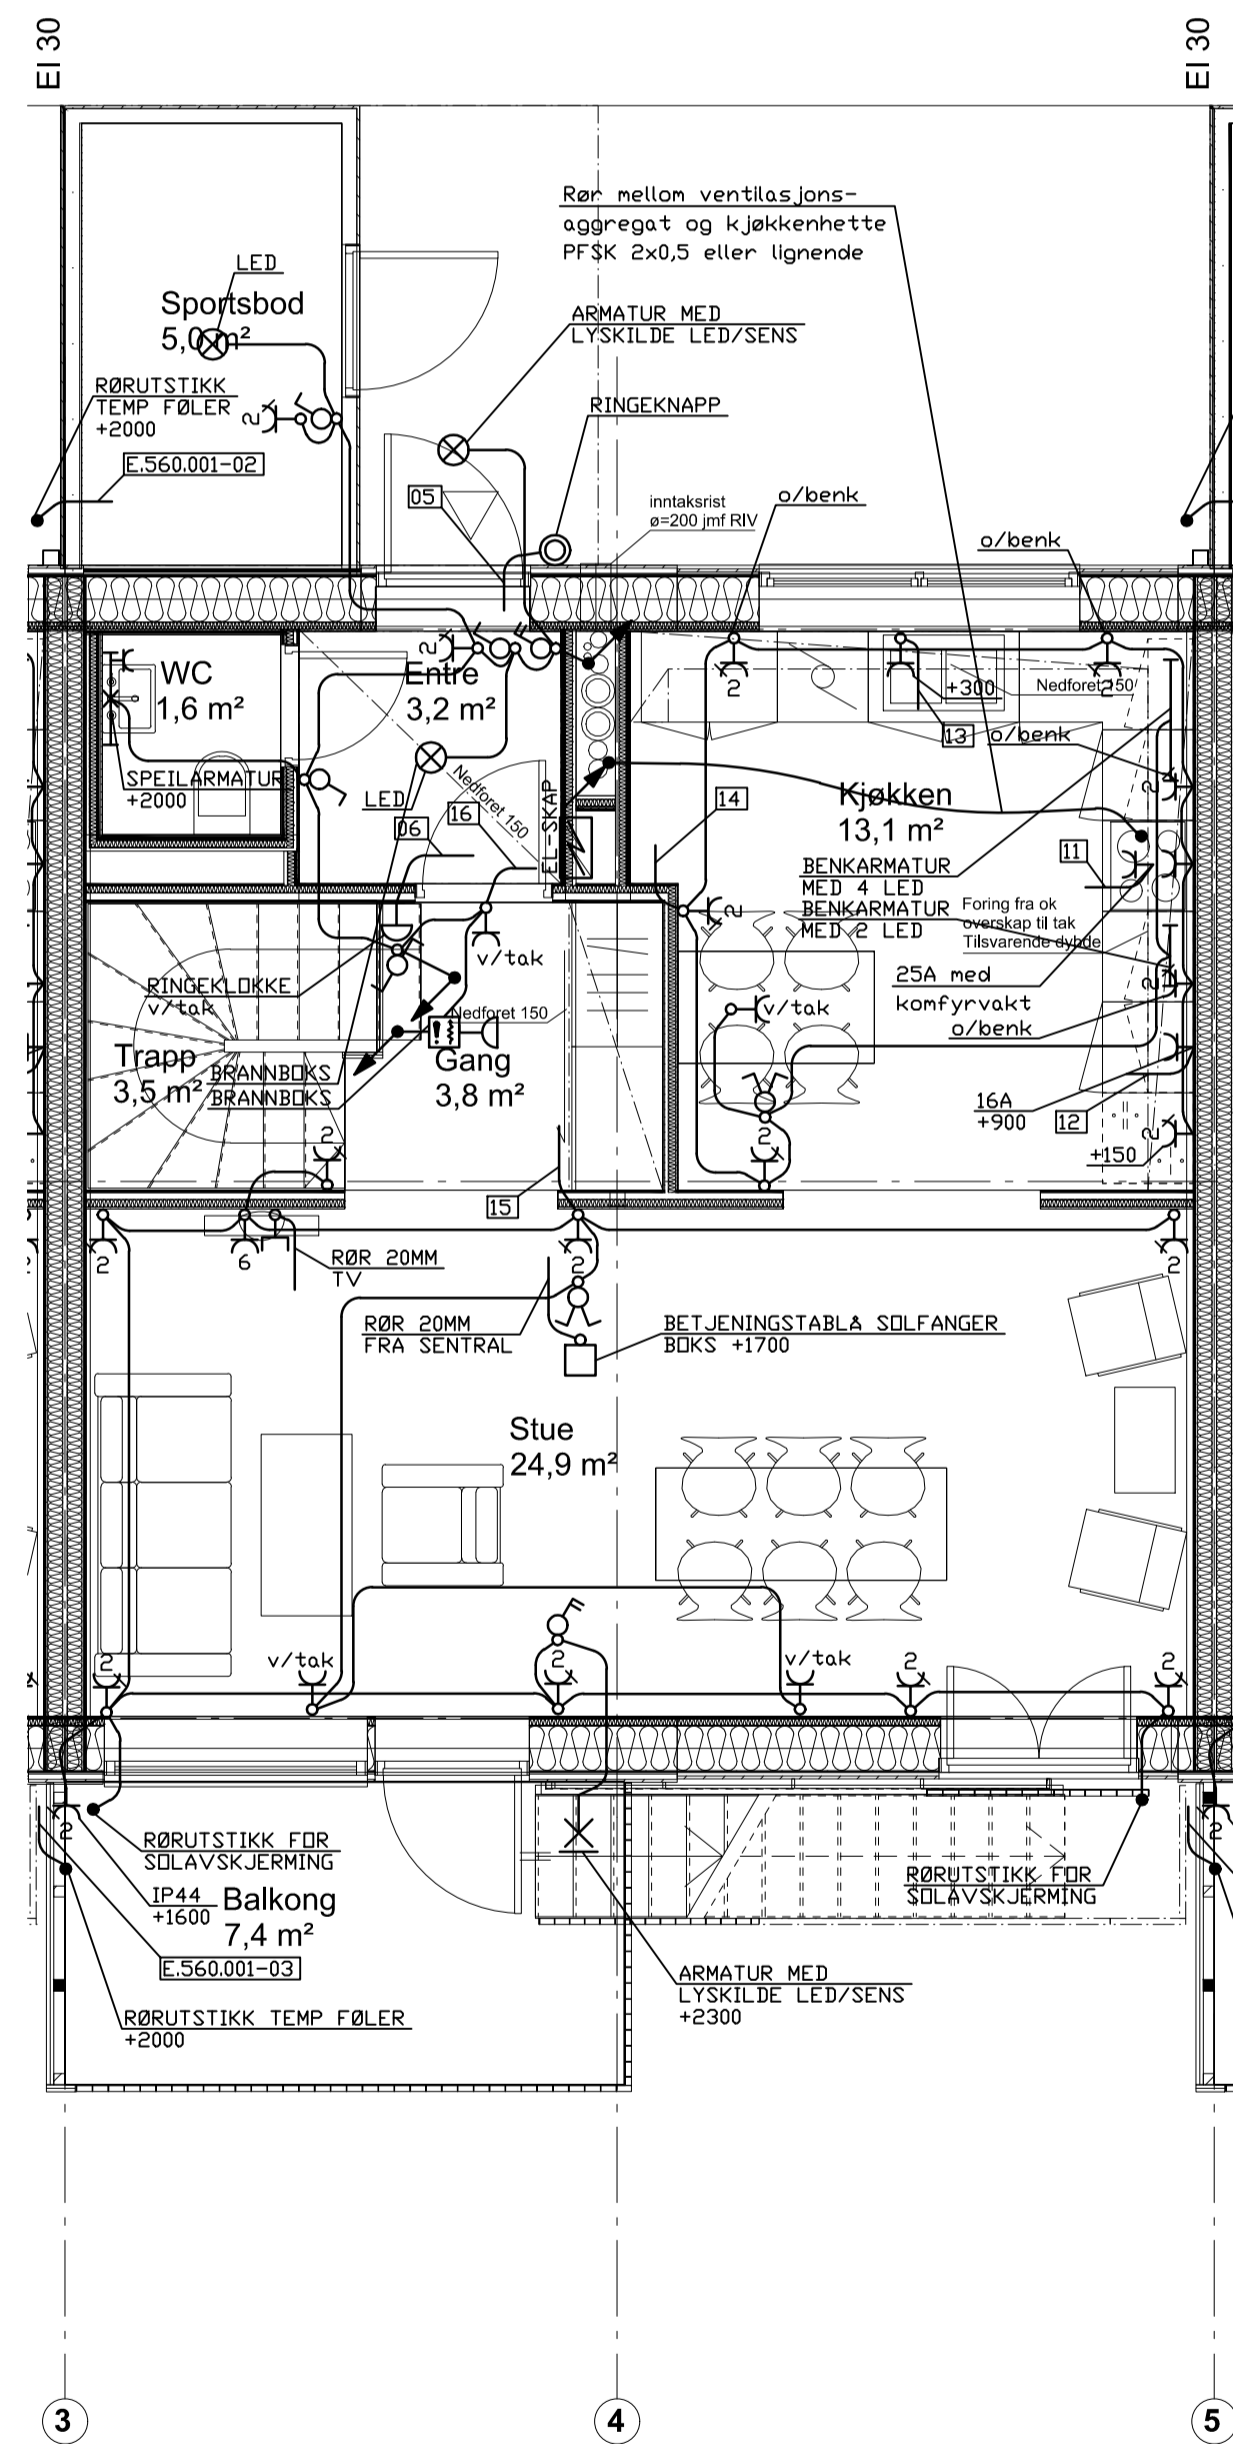 EI 30
EI 30
Rør mellom ventilasjons-
aggregat og kjøkkenhette
PFSK 2x0,5 eller lignende
LED
Sportsbod
5,0 m²
ARMATUR MED
LYSKILDE LED/SENS
RØRUTSTIKK
TEMP FØLER
+2000
2
RINGEKNAPP
E.560.001-02
05
inntaksrist
ø=200 jmf RIV
o/benk
o/benk
2
WC
1,6 m²
Entre
3,2 m²
2
+300
Nedforet 150
2
13
o/benk
SPEILARMATUR
+2000
LED
Nedforet 150
06
16
EL-SKAP
14
Kjøkken
13,1 m²
2
11
BENKARMATUR
MED 4 LED
BENKARMATUR
MED 2 LED
Foring fra ok
overskap til tak
Tilsvarende dybde
2
v/tak
RINGEKLOKKE
v/tak
25A med
komfyrvakt
2
o/benk
Nedforet 150
v/tak
Trapp
3,5 m²
BRANNBOKS
BRANNBOKS
Gang
3,8 m²
16A
+900
12
2
2
2
+150
15
2
6
2
2
RØR 20MM
TV
RØR 20MM
FRA SENTRAL
BETJENINGSTABLÅ SOLFANGER
BOKS +1700
Stue
24,9 m²
2
v/tak
2
v/tak
2
2
2
2
RØRUTSTIKK FOR
SOLAVSKJERMING
RØRUTSTIKK FOR
SOLAVSKJERMING
IP44
+1600
Balkong
7,4 m²
E.560.001-03
ARMATUR MED
LYSKILDE LED/SENS
+2300
RØRUTSTIKK TEMP FØLER
+2000
3
4
5